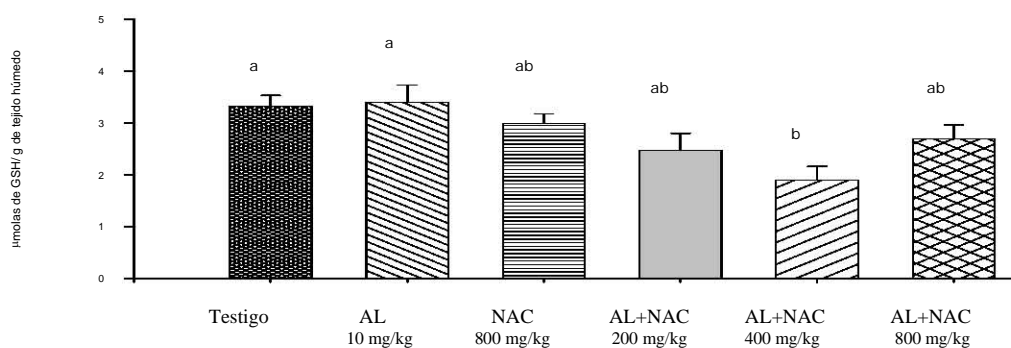 µmolas de GSH/ g de tejido húmedo
5
4
3
2
1
0
a
a
ab
ab
b
ab
Testigo
AL
10 mg/kg
NAC
800 mg/kg
AL+NAC
200 mg/kg
AL+NAC
400 mg/kg
AL+NAC
800 mg/kg